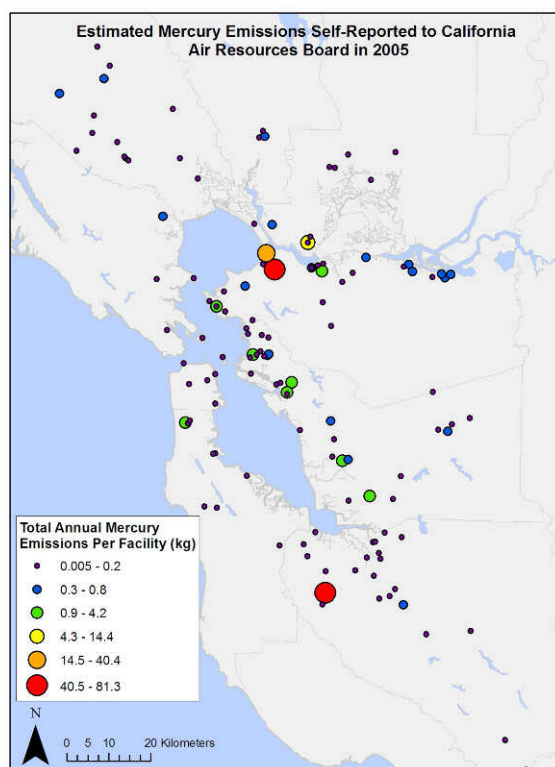 Estimated Mercury Emissions Self-Reported to California
Air Resources Board in 2005
Total Annual Mercury
Emissions Per Facility (kg)
0.005 - 0.2
0.3 - 0.8
0.9 - 4.2
4.3 - 14.4
14.5 - 40.4
40.5 - 81.3
N
0 5 10 20 Kilometers